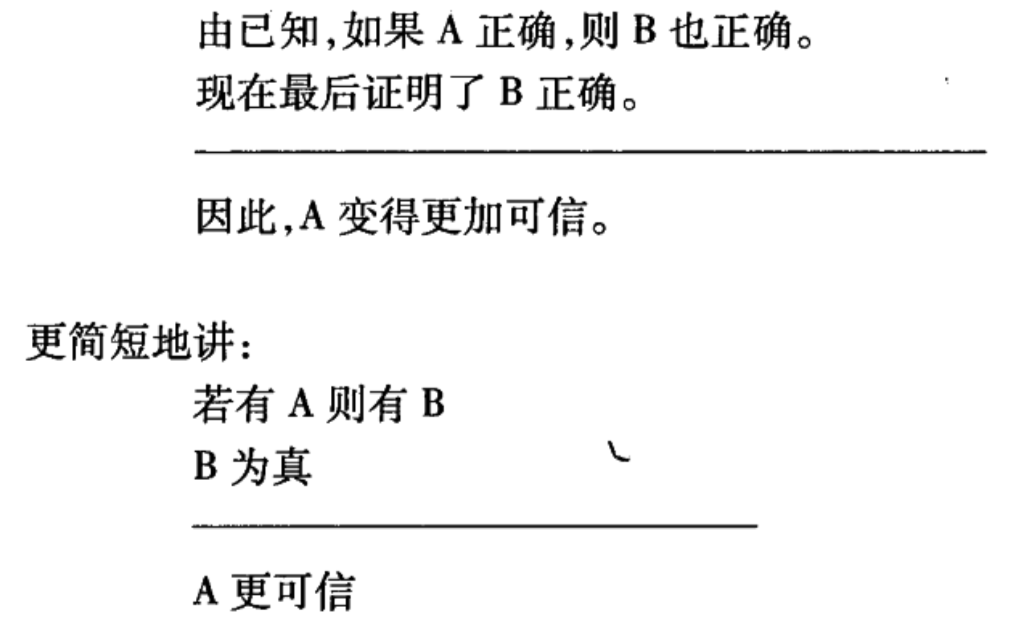 由已知,如果 A 正确,则 B 也正确。
现在最后证明了 B 正确。
因此,A 变得更加可信。
更简短地讲:
若有 A 则有 B
B 为真
A 更可信